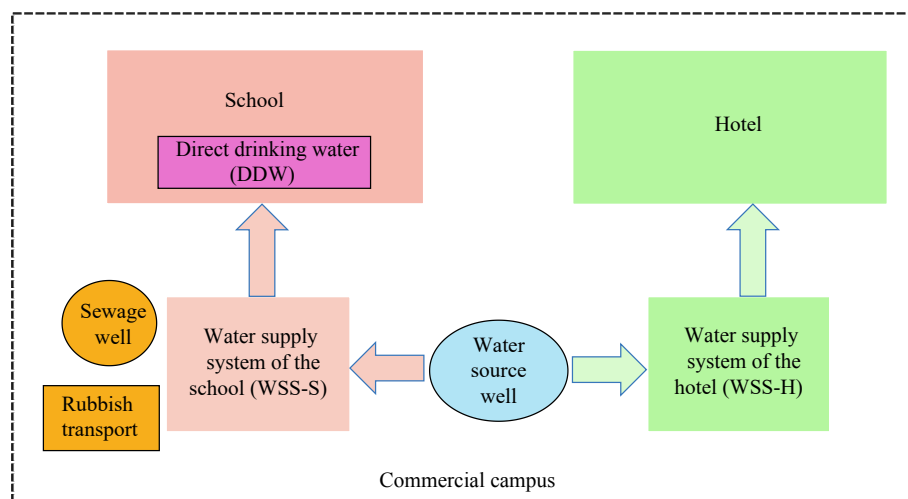 School
Direct drinking water
(DDW)
Hotel
Sewage
well
Water supply
system of the
school (WSS-S)
Water
source
well
Water supply
system of the
hotel (WSS-H)
Rubbish
transport
Commercial campus